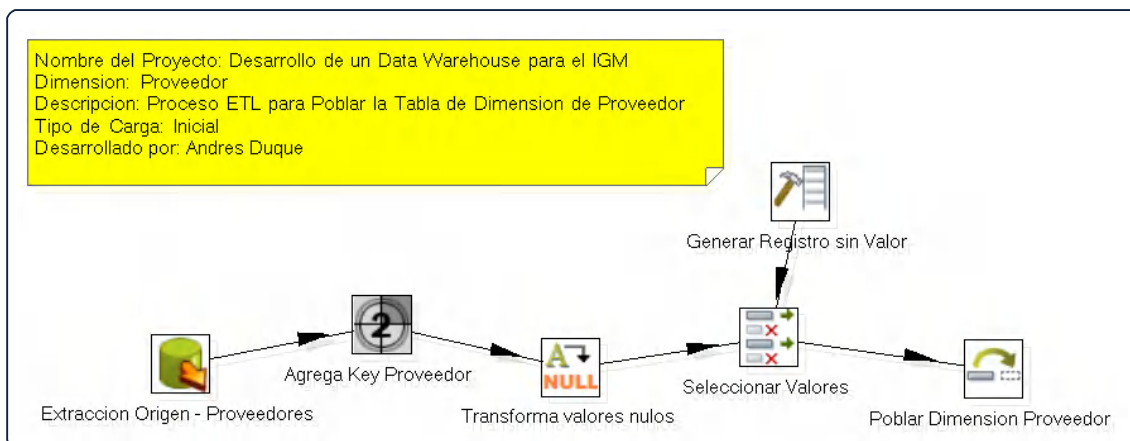 Nombre del Proyecto: Desarrollo de un Data Warehouse para el IGM
Dimension: Proveedor
Descripcion: Proceso ETL para Poblar la Tabla de Dimension de Proveedor
Tipo de Carga: Inicial
Desarrollado por: Andres Duque
Generar Registro sin Valor
2
Agrega Key Proveedor
A
NULL
Extraccion Origen - Proveedores
Transforma valores nulos
Seleccionar Valores
Poblar Dimension Proveedor